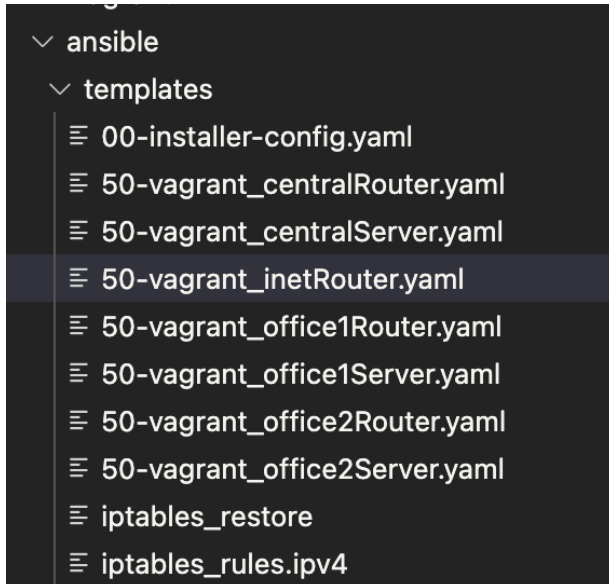 ansible
templates
00-installer-config.yaml
50-vagrant_centralRouter.yaml
50-vagrant_centralServer.yaml
50-vagrant_inetRouter.yaml
50-vagrant_office1Router.yaml
50-vagrant_office1Server.yaml
50-vagrant_office2Router.yaml
50-vagrant_office2Server.yaml
iptables_restore
iptables_rules.ipv4